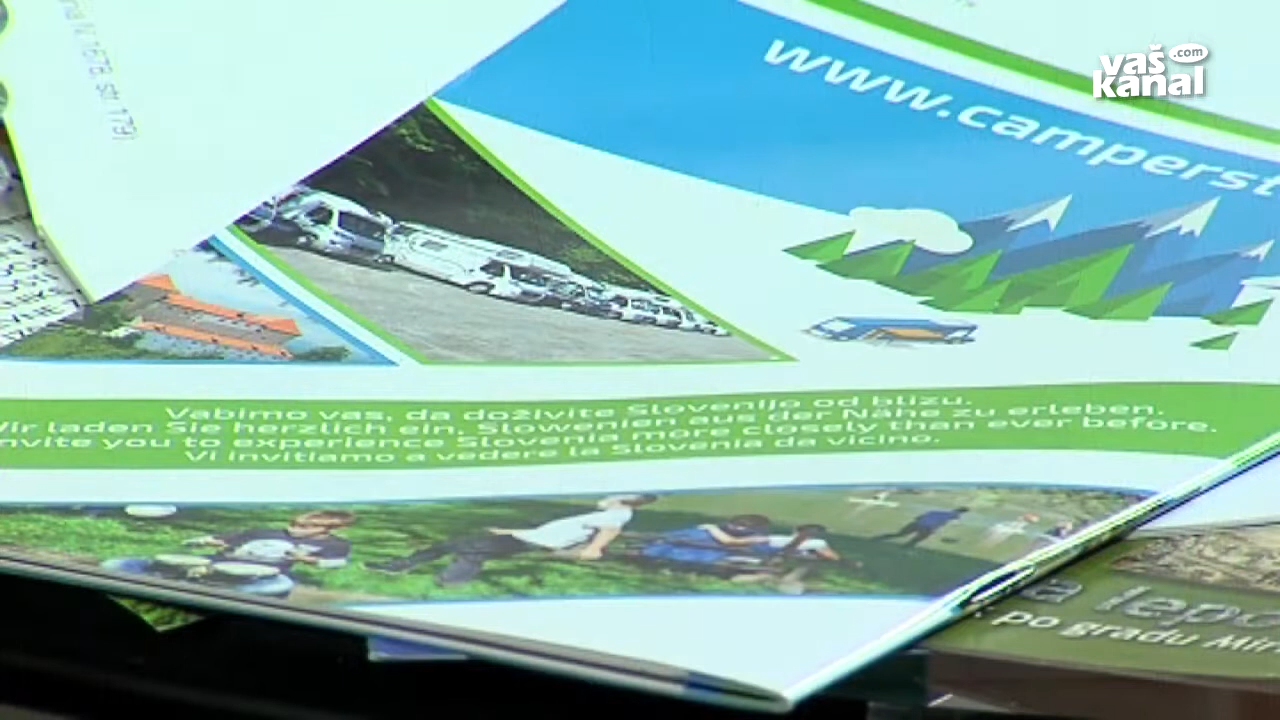 vaš .com
kanal
www.camperst
Vabimo vas, da doživite Slovenijo od blizu.
Wir laden Sie herzlich ein, Slowenien aus der Nähe zu erleben.
invite you to experience Slovenia more closely than ever before.
Vi invitiamo a vedere la Slovenia da vicino.
a lepo
po gradu Mir